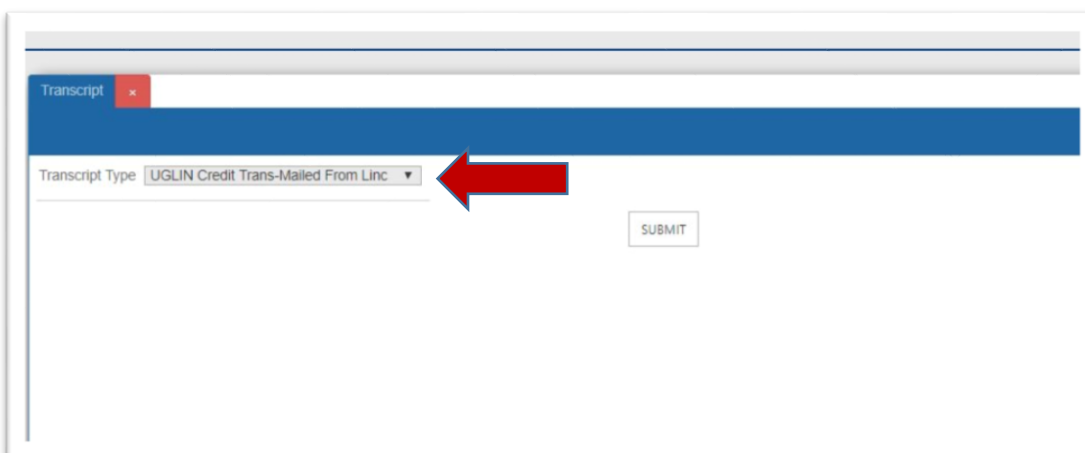 Transcript ×
Transcript Type UGLIN Credit Trans-Mailed From Linc ▼
SUBMIT